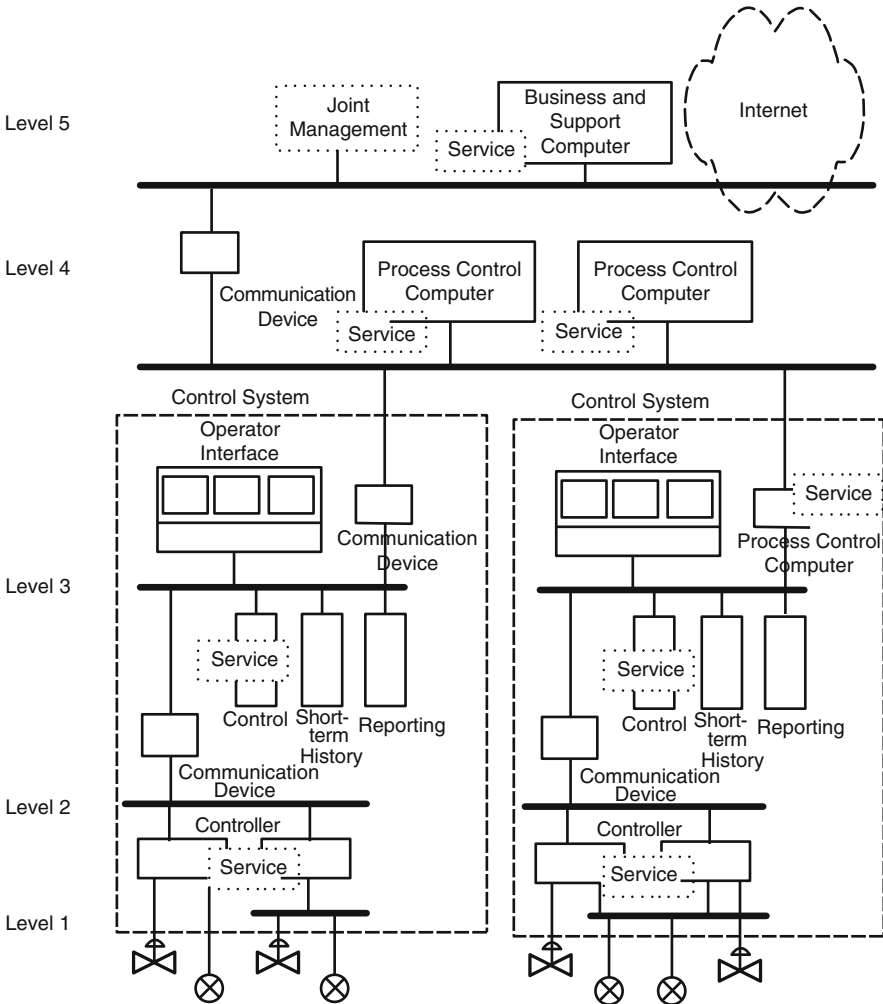 Level 5
Joint
Management
Business and
Support
Computer
Service
Internet
Level 4
Communication
Device
Process Control
Computer
Service
Process Control
Computer
Service
Control System
Operator
Interface
Communication
Device
Control System
Operator
Interface
Service
Process Control
Computer
Level 3
Service
Control
Short-
term
History
Reporting
Communication
Device
Service
Control
Short-
term
History
Reporting
Communication
Device
Level 2
Controller
Service
Controller
Service
Level 1